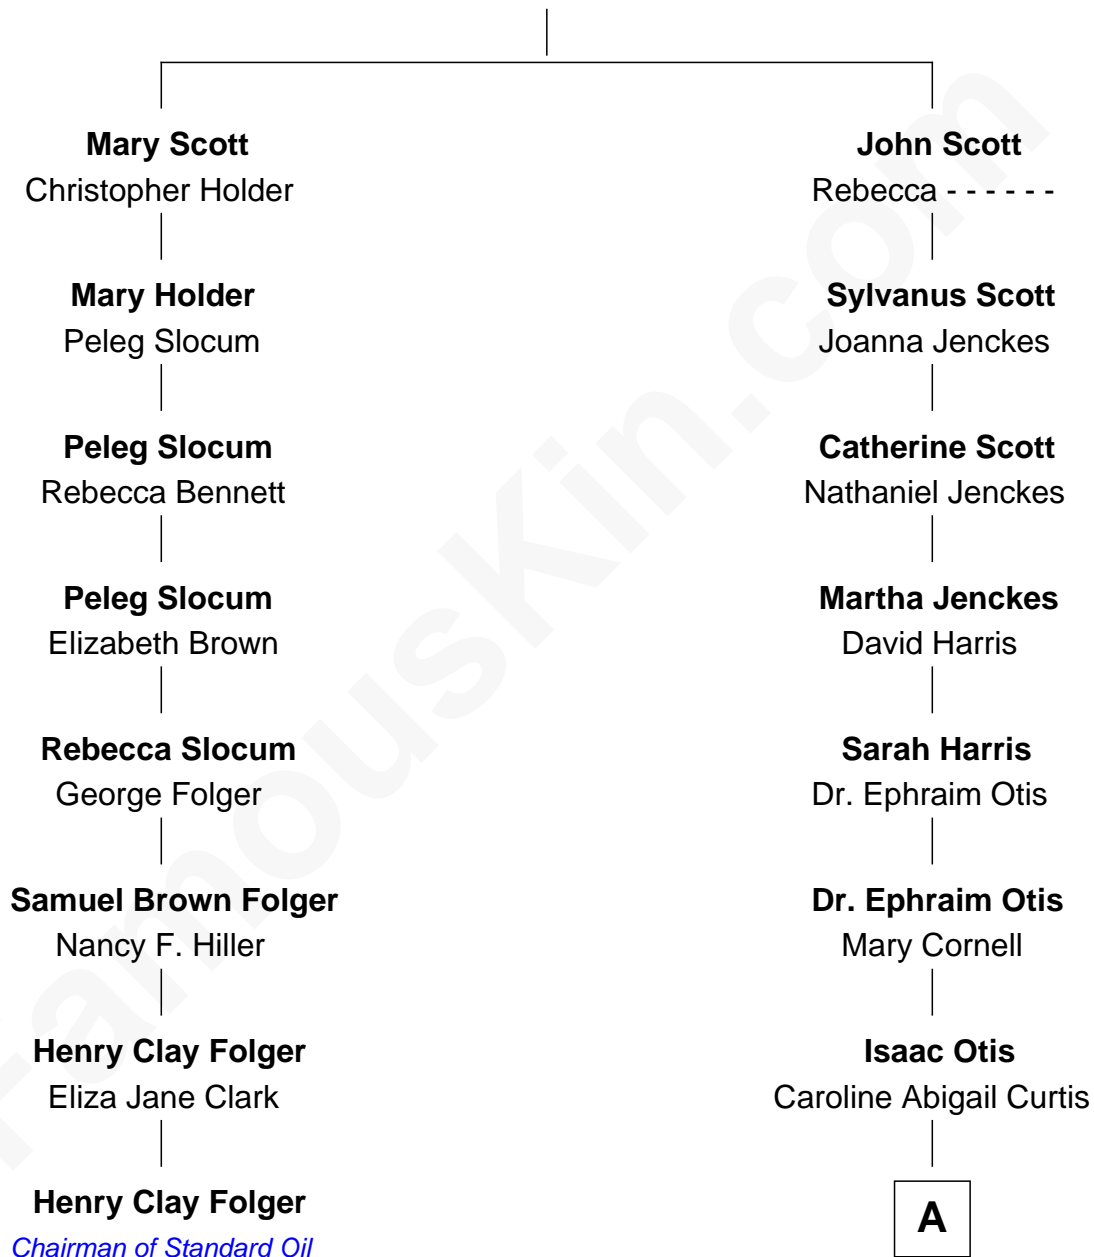 Mary Scott
Christopher Holder
Mary Holder
Peleg Slocum
Peleg Slocum
Rebecca Bennett
Peleg Slocum
Elizabeth Brown
Rebecca Slocum
George Folger
Samuel Brown Folger
Nancy F. Hiller
Henry Clay Folger
Eliza Jane Clark
Henry Clay Folger
Chairman of Standard Oil
John Scott
Rebecca - - - - - -
Sylvanus Scott
Joanna Jenckes
Catherine Scott
Nathaniel Jenckes
Martha Jenckes
David Harris
Sarah Harris
Dr. Ephraim Otis
Dr. Ephraim Otis
Mary Cornell
Isaac Otis
Caroline Abigail Curtis
A
FamousKin.com